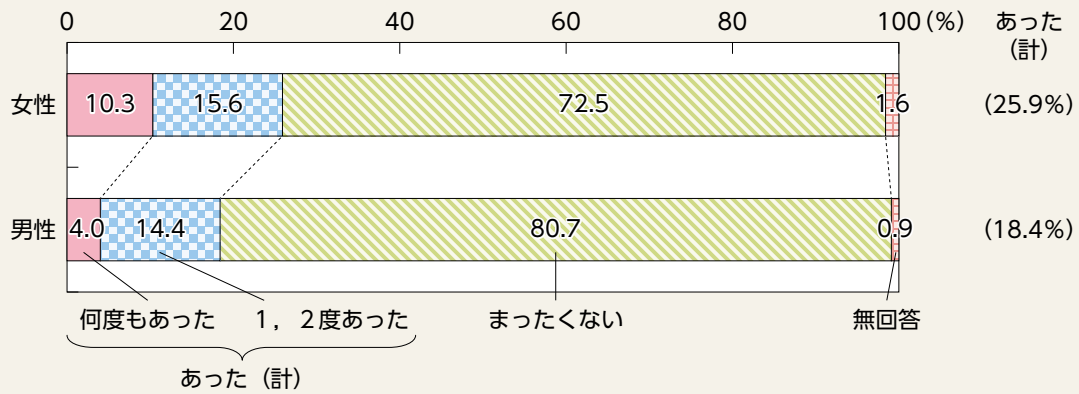 0 20 40 60 80 100(%) あった
(計)
女性 10.3 15.6 72.5 1.6 (25.9%)
男性 4.0 14.4 80.7 0.9 (18.4%)
何度もあった 1，2度あった まったくない 無回答
あった（計）